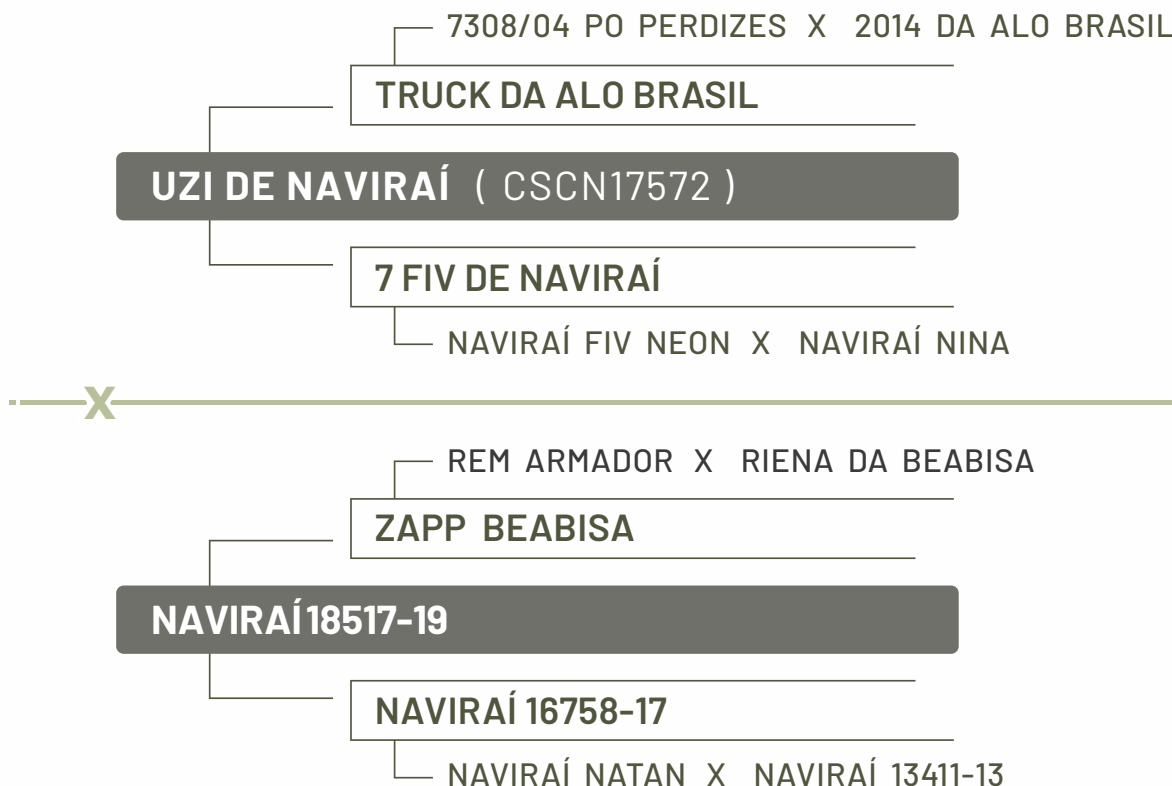 7308/04 PO PERDIZES X 2014 DA ALO BRASIL
TRUCK DA ALO BRASIL
UZI DE NAVIRAÍ ( CSCN17572 )
7 FIV DE NAVIRAÍ
NAVIRAÍ FIV NEON X NAVIRAÍ NINA
X
REM ARMADOR X RIENA DA BEABISA
ZAPP BEABISA
NAVIRAÍ 18517-19
NAVIRAÍ 16758-17
NAVIRAÍ NATAN X NAVIRAÍ 13411-13